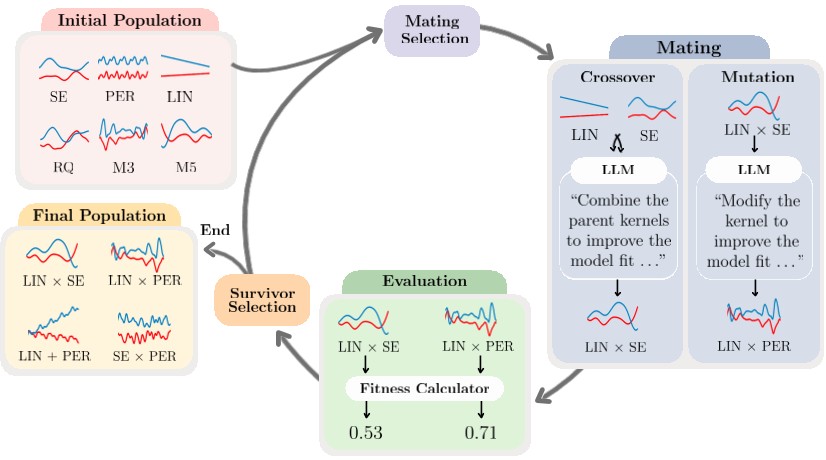 Initial Population
SE
PER
LIN
RQ
M3
M5
Mating
Selection
Mating
Crossover
LIN
SE
LLM
“Combine the
parent kernels
to improve the
model fit ...”
LIN × SE
Mutation
LIN × SE
LLM
“Modify the
kernel to
improve the
model fit ...”
LIN × PER
Evaluation
LIN × SE
LIN × PER
Fitness Calculator
0.53
0.71
Survivor
Selection
End
Final Population
LIN × SE
LIN × PER
LIN + PER
SE × PER